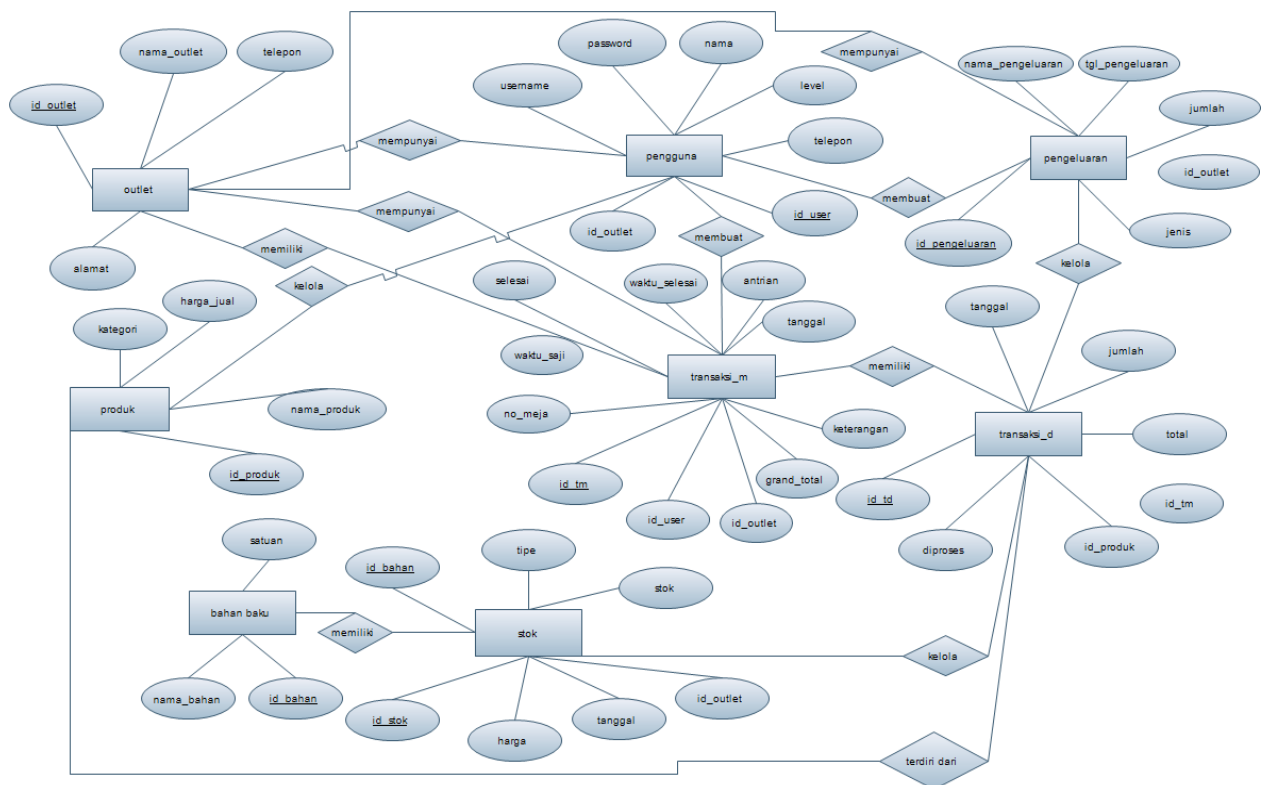 password
nama
mempunyai
nama_outlet
telepon
nama_pengeluaran
tgl_pengeluaran
username
level
id_outlet
jumlah
mempunyai
telepon
pengguna
pengeluaran
outlet
id_outlet
membuat
mempunyai
id_user
id_outlet
jenis
membuat
id_pengeluaran
memiliki
alamat
kelola
selesai
waktu_selesai
antrian
kelola
harga_jual
tanggal
tanggal
kategori
jumlah
waktu_saji
transaksi_m
memiliki
produk
nama_produk
no_meja
keterangan
transaksi_d
total
id_produk
id_tm
grand_total
id_td
id_tm
id_user
id_outlet
diproses
id_produk
satuan
tipe
id_bahan
stok
bahan baku
memiliki
stok
kelola
nama_bahan
id_bahan
id_stok
tanggal
id_outlet
harga
terdiri dari